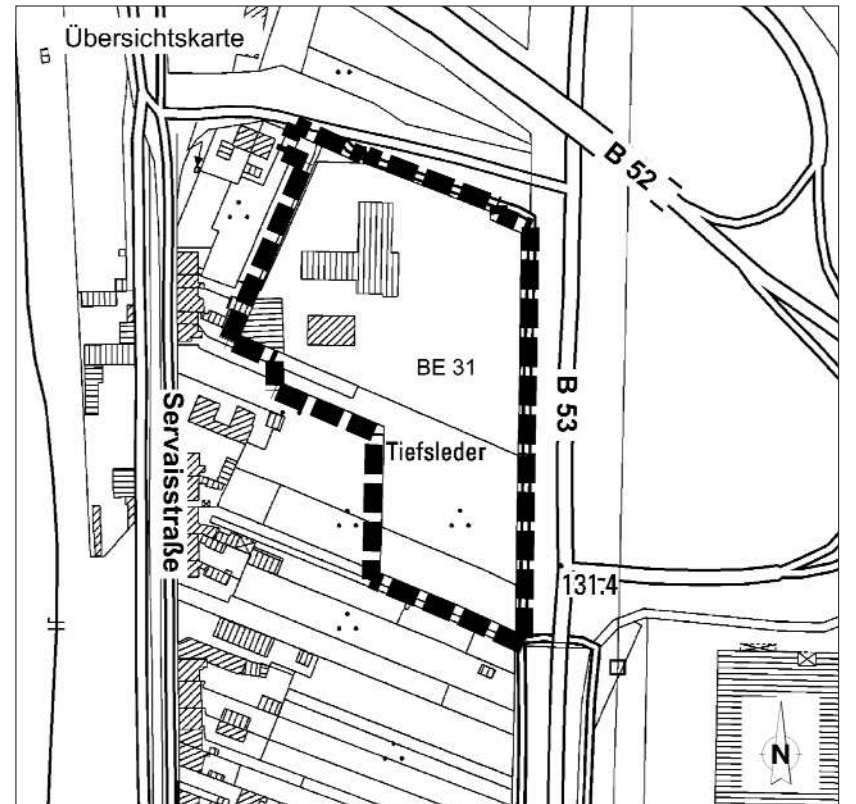 Übersichtskarte
B 52
BE 31
B 53
Servaisstraße
Tiefsleder
131.4
N